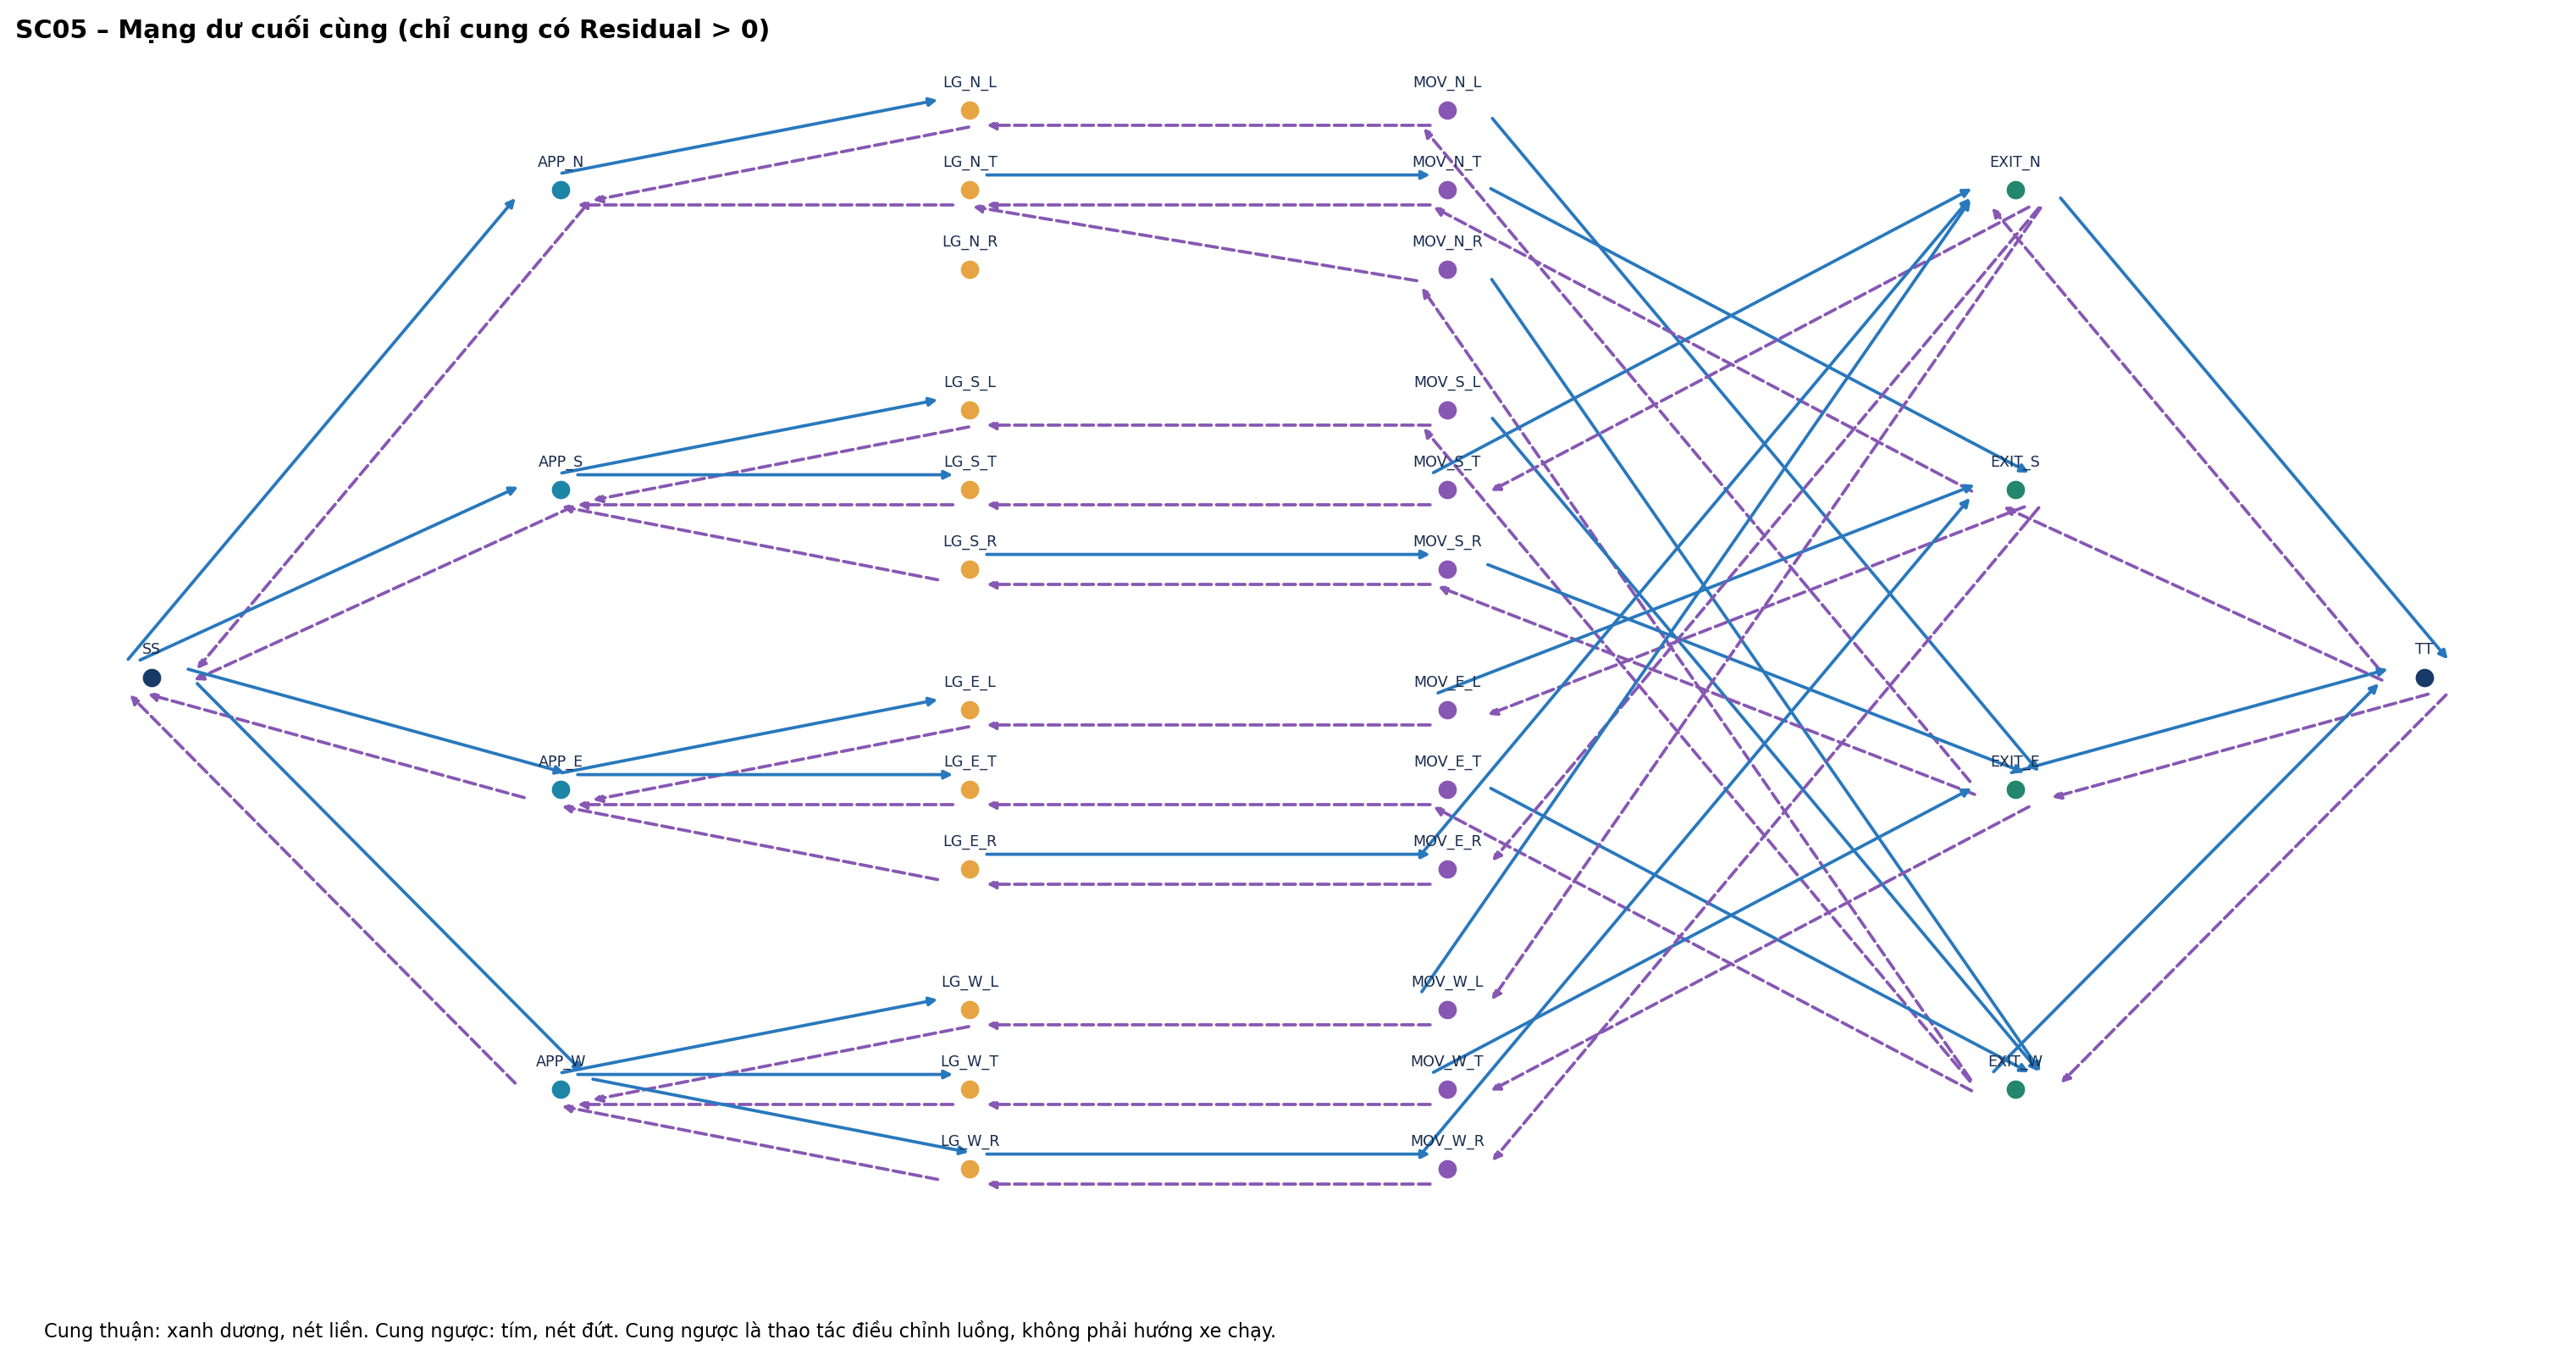 SC05 – Mạng dư cuối cùng (chỉ cung có Residual > 0)
LG_N_L
MOV_N_L
APP_N
LG_N_T
MOV_N_T
EXIT_N
LG_N_R
MOV_N_R
LG_S_L
MOV_S_L
APP_S
LG_S_T
MOV_S_T
EXIT_S
LG_S_R
MOV_S_R
SS
TT
LG_E_L
MOV_E_L
APP_E
LG_E_T
MOV_E_T
EXIT_E
LG_E_R
MOV_E_R
LG_W_L
MOV_W_L
APP_W
LG_W_T
MOV_W_T
EXIT_W
LG_W_R
MOV_W_R
Cung thuận: xanh dương, nét liền. Cung ngược: tím, nét đứt. Cung ngược là thao tác điều chỉnh luồng, không phải hướng xe chạy.